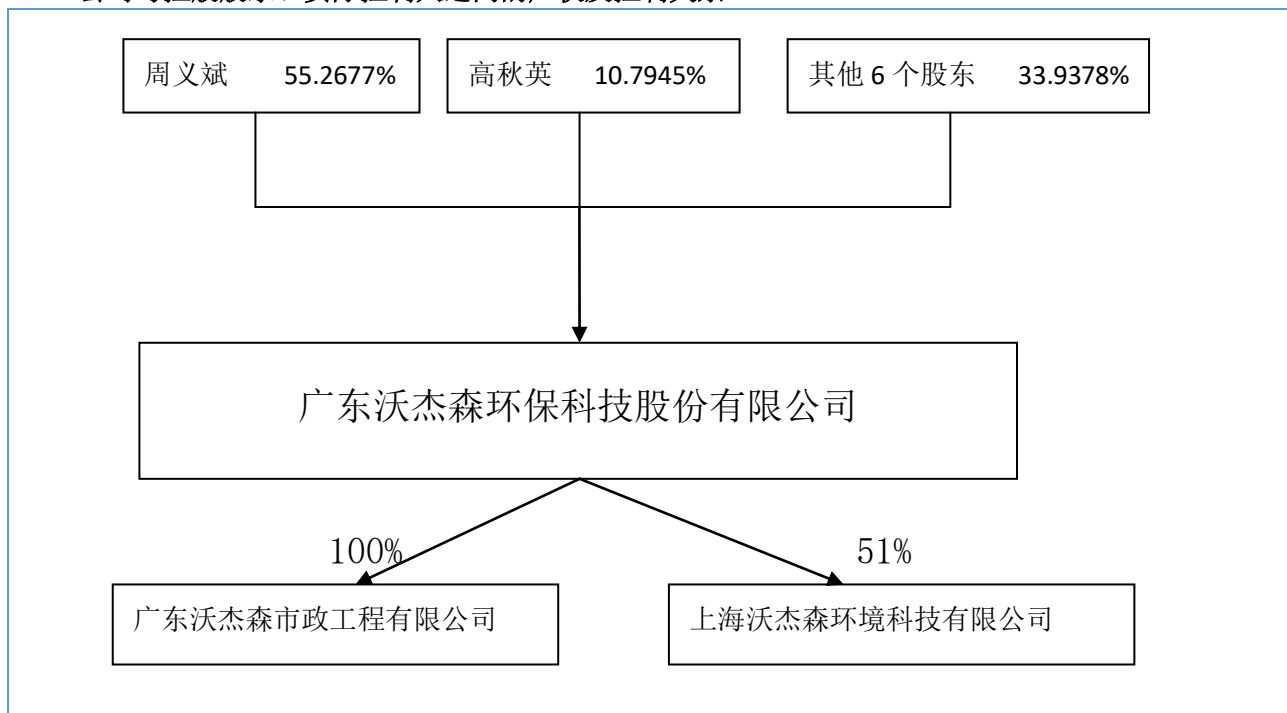 周义斌 55.2677%
高秋英 10.7945%
其他 6 个股东 33.9378%
广东沃杰森环保科技股份有限公司
100%
51%
广东沃杰森市政工程有限公司
上海沃杰森环境科技有限公司